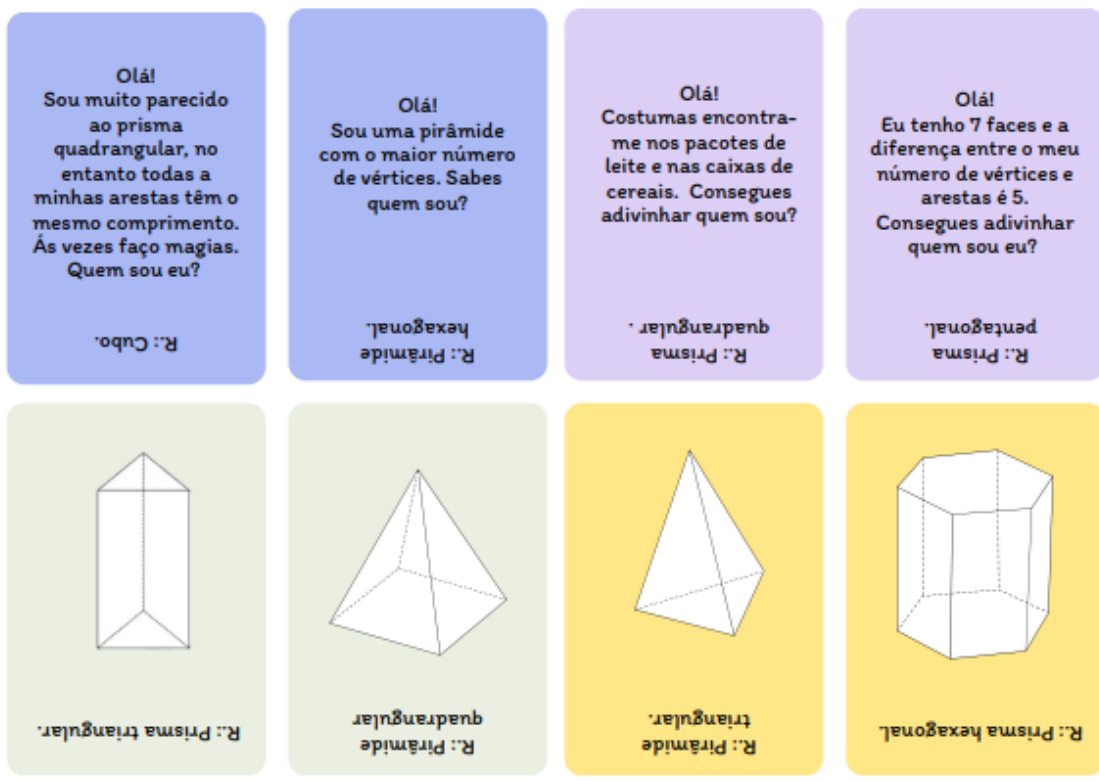 Olá!
Sou muito parecido
ao prisma
quadrangular, no
entanto todas a
minhas arestas têm o
mesmo comprimento.
Ás vezes faço magias.
Quem sou eu?
R.: Cubo.
Olá!
Sou uma pirâmide
com o maior número
de vértices. Sabes
quem sou?
R.: Pirâmide
hexagonal.
Olá!
Costumas encontra-
me nos pacotes de
leite e nas caixas de
cereais. Consegues
adivinhar quem sou?
R.: Prisma
quadrangular .
Olá!
Eu tenho 7 faces e a
diferença entre o meu
número de vértices e
arestas é 5.
Consegues adivinhar
quem sou eu?
R.: Prisma
pentagonal.
R.: Prisma triangular.
R.: Pirâmide
quadrangular
R.: Pirâmide
triangular.
R.: Prisma hexagonal.